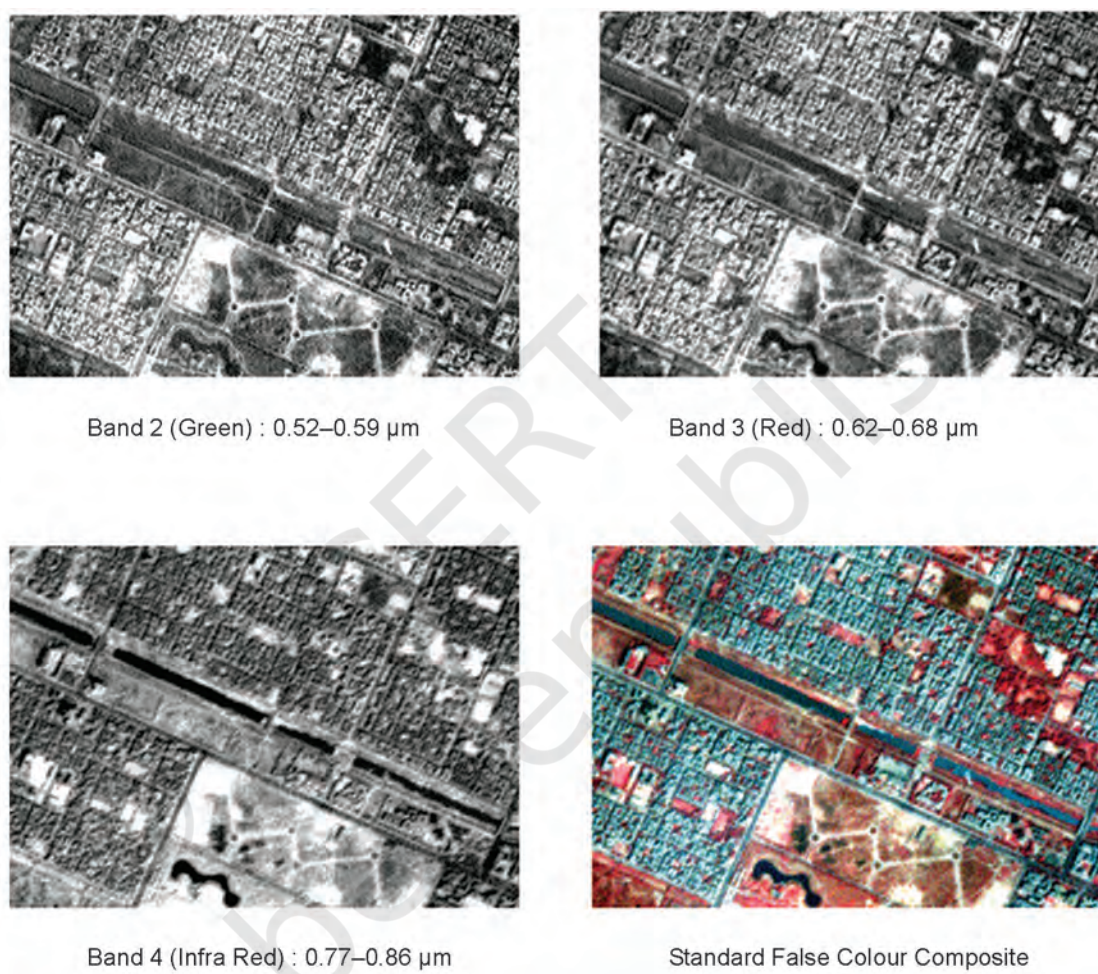 Band 2 (Green) : 0.52–0.59 µm
Band 3 (Red) : 0.62–0.68 µm
Band 4 (Infra Red) : 0.77–0.86 µm
Standard False Colour Composite